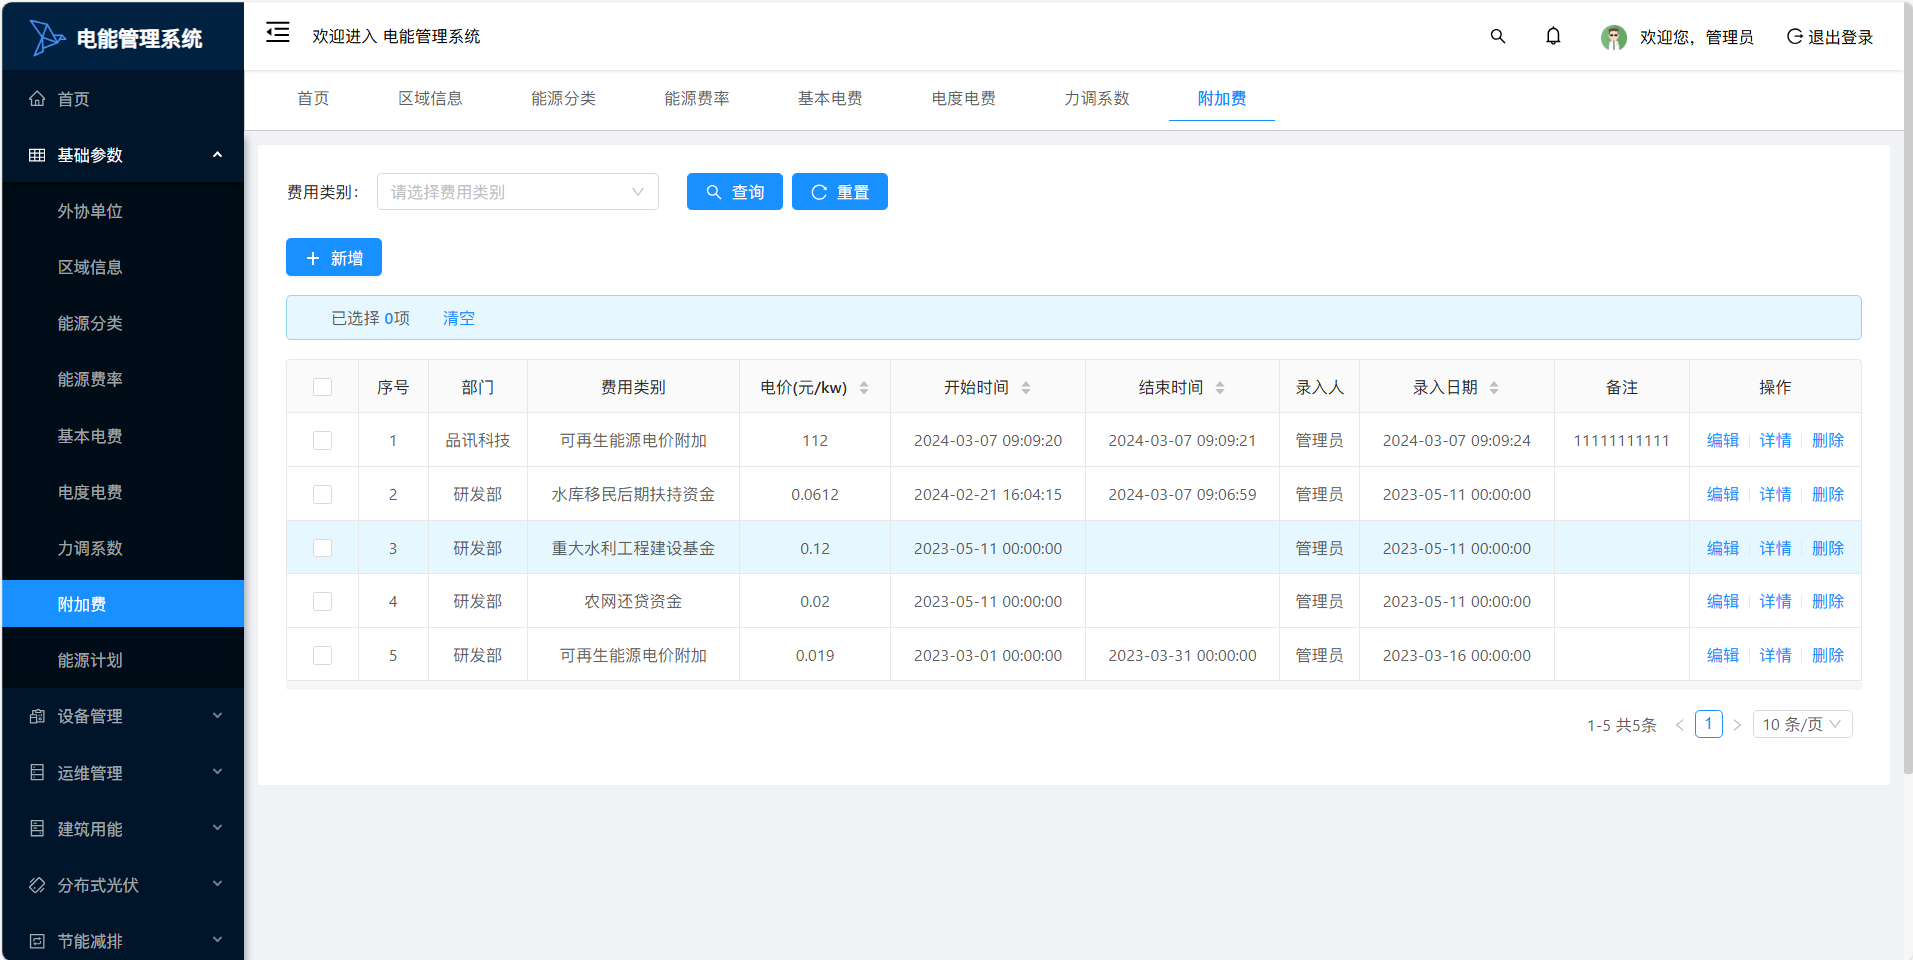 电能管理系统
欢迎进入 电能管理系统
欢迎您，管理员
退出登录
首页
基础参数
外协单位
区域信息
能源分类
能源费率
基本电费
电度电费
力调系数
附加费
能源计划
设备管理
运维管理
建筑用能
分布式光伏
节能减排
首页 区域信息 能源分类 能源费率 基本电费 电度电费 力调系数 附加费
费用类别： 请选择费用类别 查询 重置
新增
已选择 0项 清空
序号 部门 费用类别 电价(元/kw) 开始时间 结束时间 录入人 录入日期 备注 操作
1 品讯科技 可再生能源电价附加 112 2024-03-07 09:09:20 2024-03-07 09:09:21 管理员 2024-03-07 09:09:24 11111111111 编辑 详情 删除
2 研发部 水库移民后期扶持资金 0.0612 2024-02-21 16:04:15 2024-03-07 09:06:59 管理员 2023-05-11 00:00:00 编辑 详情 删除
3 研发部 重大水利工程建设基金 0.12 2023-05-11 00:00:00 管理员 2023-05-11 00:00:00 编辑 详情 删除
4 研发部 农网还贷资金 0.02 2023-05-11 00:00:00 管理员 2023-05-11 00:00:00 编辑 详情 删除
5 研发部 可再生能源电价附加 0.019 2023-03-01 00:00:00 2023-03-31 00:00:00 管理员 2023-03-16 00:00:00 编辑 详情 删除
1-5 共5条 < 1 > 10 条/页